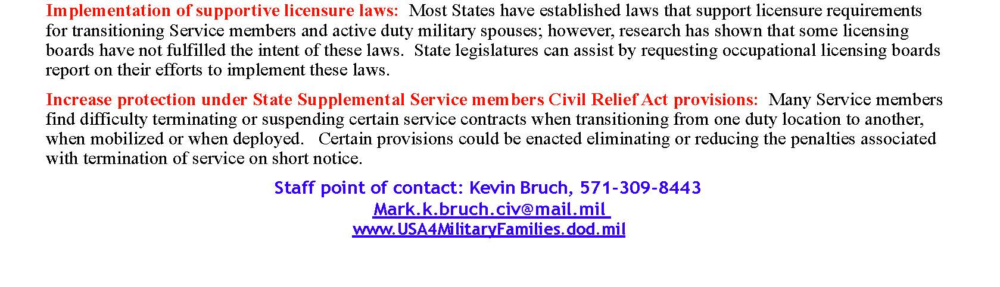 Implementation of supportive licensure laws:  Most States have established laws that support licensure requirements
for transitioning Service members and active duty military spouses; however, research has shown that some licensing
boards have not fulfilled the intent of these laws.  State legislatures can assist by requesting occupational licensing boards
report on their efforts to implement these laws.
Increase protection under State Supplemental Service members Civil Relief Act provisions:  Many Service members
find difficulty terminating or suspending certain service contracts when transitioning from one duty location to another,
when mobilized or when deployed.   Certain provisions could be enacted eliminating or reducing the penalties associated
with termination of service on short notice.
Staff point of contact: Kevin Bruch, 571-309-8443
Mark.k.bruch.civ@mail.mil
www.USA4MilitaryFamilies.dod.mil